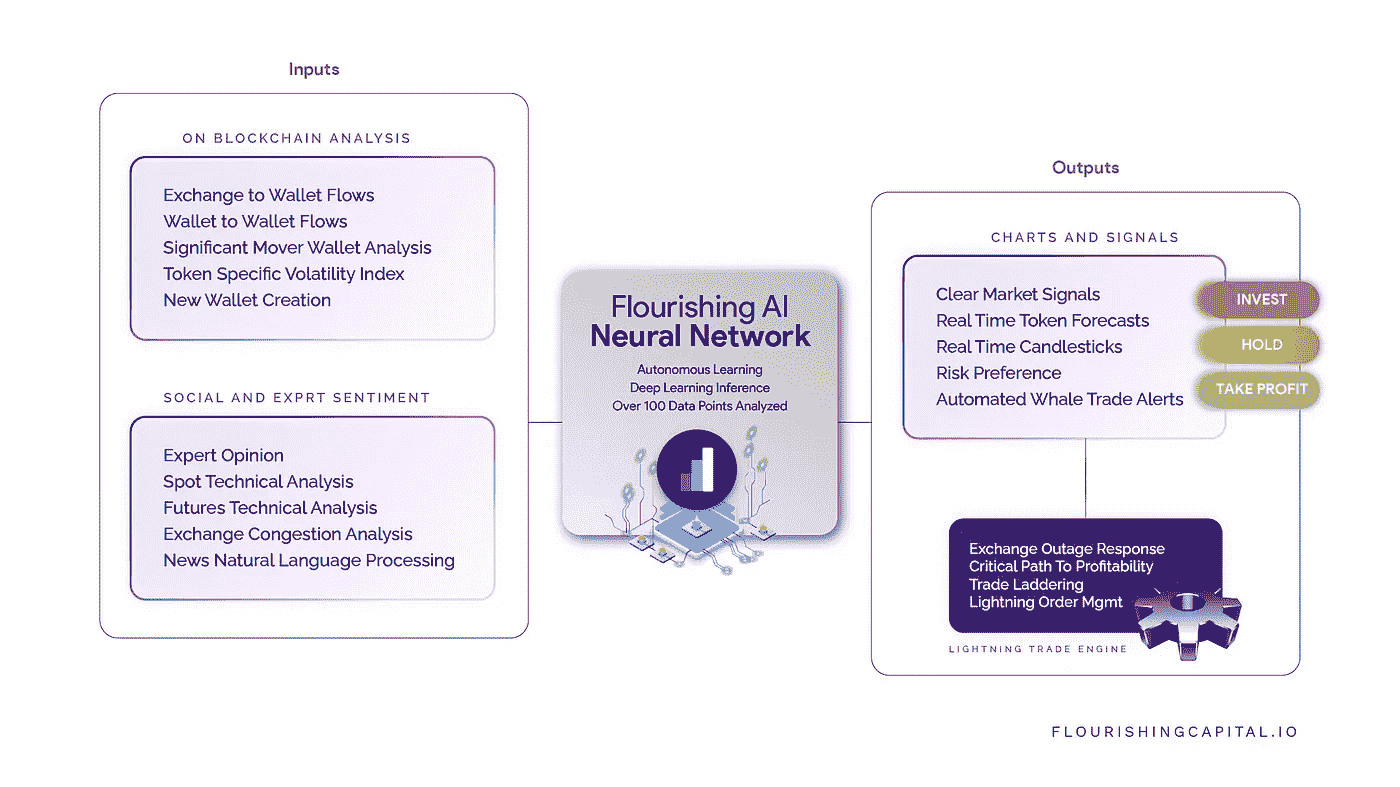 Inputs
ON BLOCKCHAIN ANALYSIS
Exchange to Wallet Flows
Wallet to Wallet Flows
Significant Mover Wallet Analysis
Token Specific Volatility Index
New Wallet Creation
SOCIAL AND EXPRT SENTIMENT
Expert Opinion
Spot Technical Analysis
Futures Technical Analysis
Exchange Congestion Analysis
News Natural Language Processing
Flourishing AI
Neural Network
Autonomous Learning
Deep Learning Inference
Over 100 Data Points Analyzed
Outputs
CHARTS AND SIGNALS
Clear Market Signals
Real Time Token Forecasts
Real Time Candlesticks
Risk Preference
Automated Whale Trade Alerts
INVEST
HOLD
TAKE PROFIT
Exchange Outage Response
Critical Path To Profitability
Trade Laddering
Lightning Order Mgmt
LIGHTNING TRADE ENGINE
FLOURISHINGCAPITAL.IO